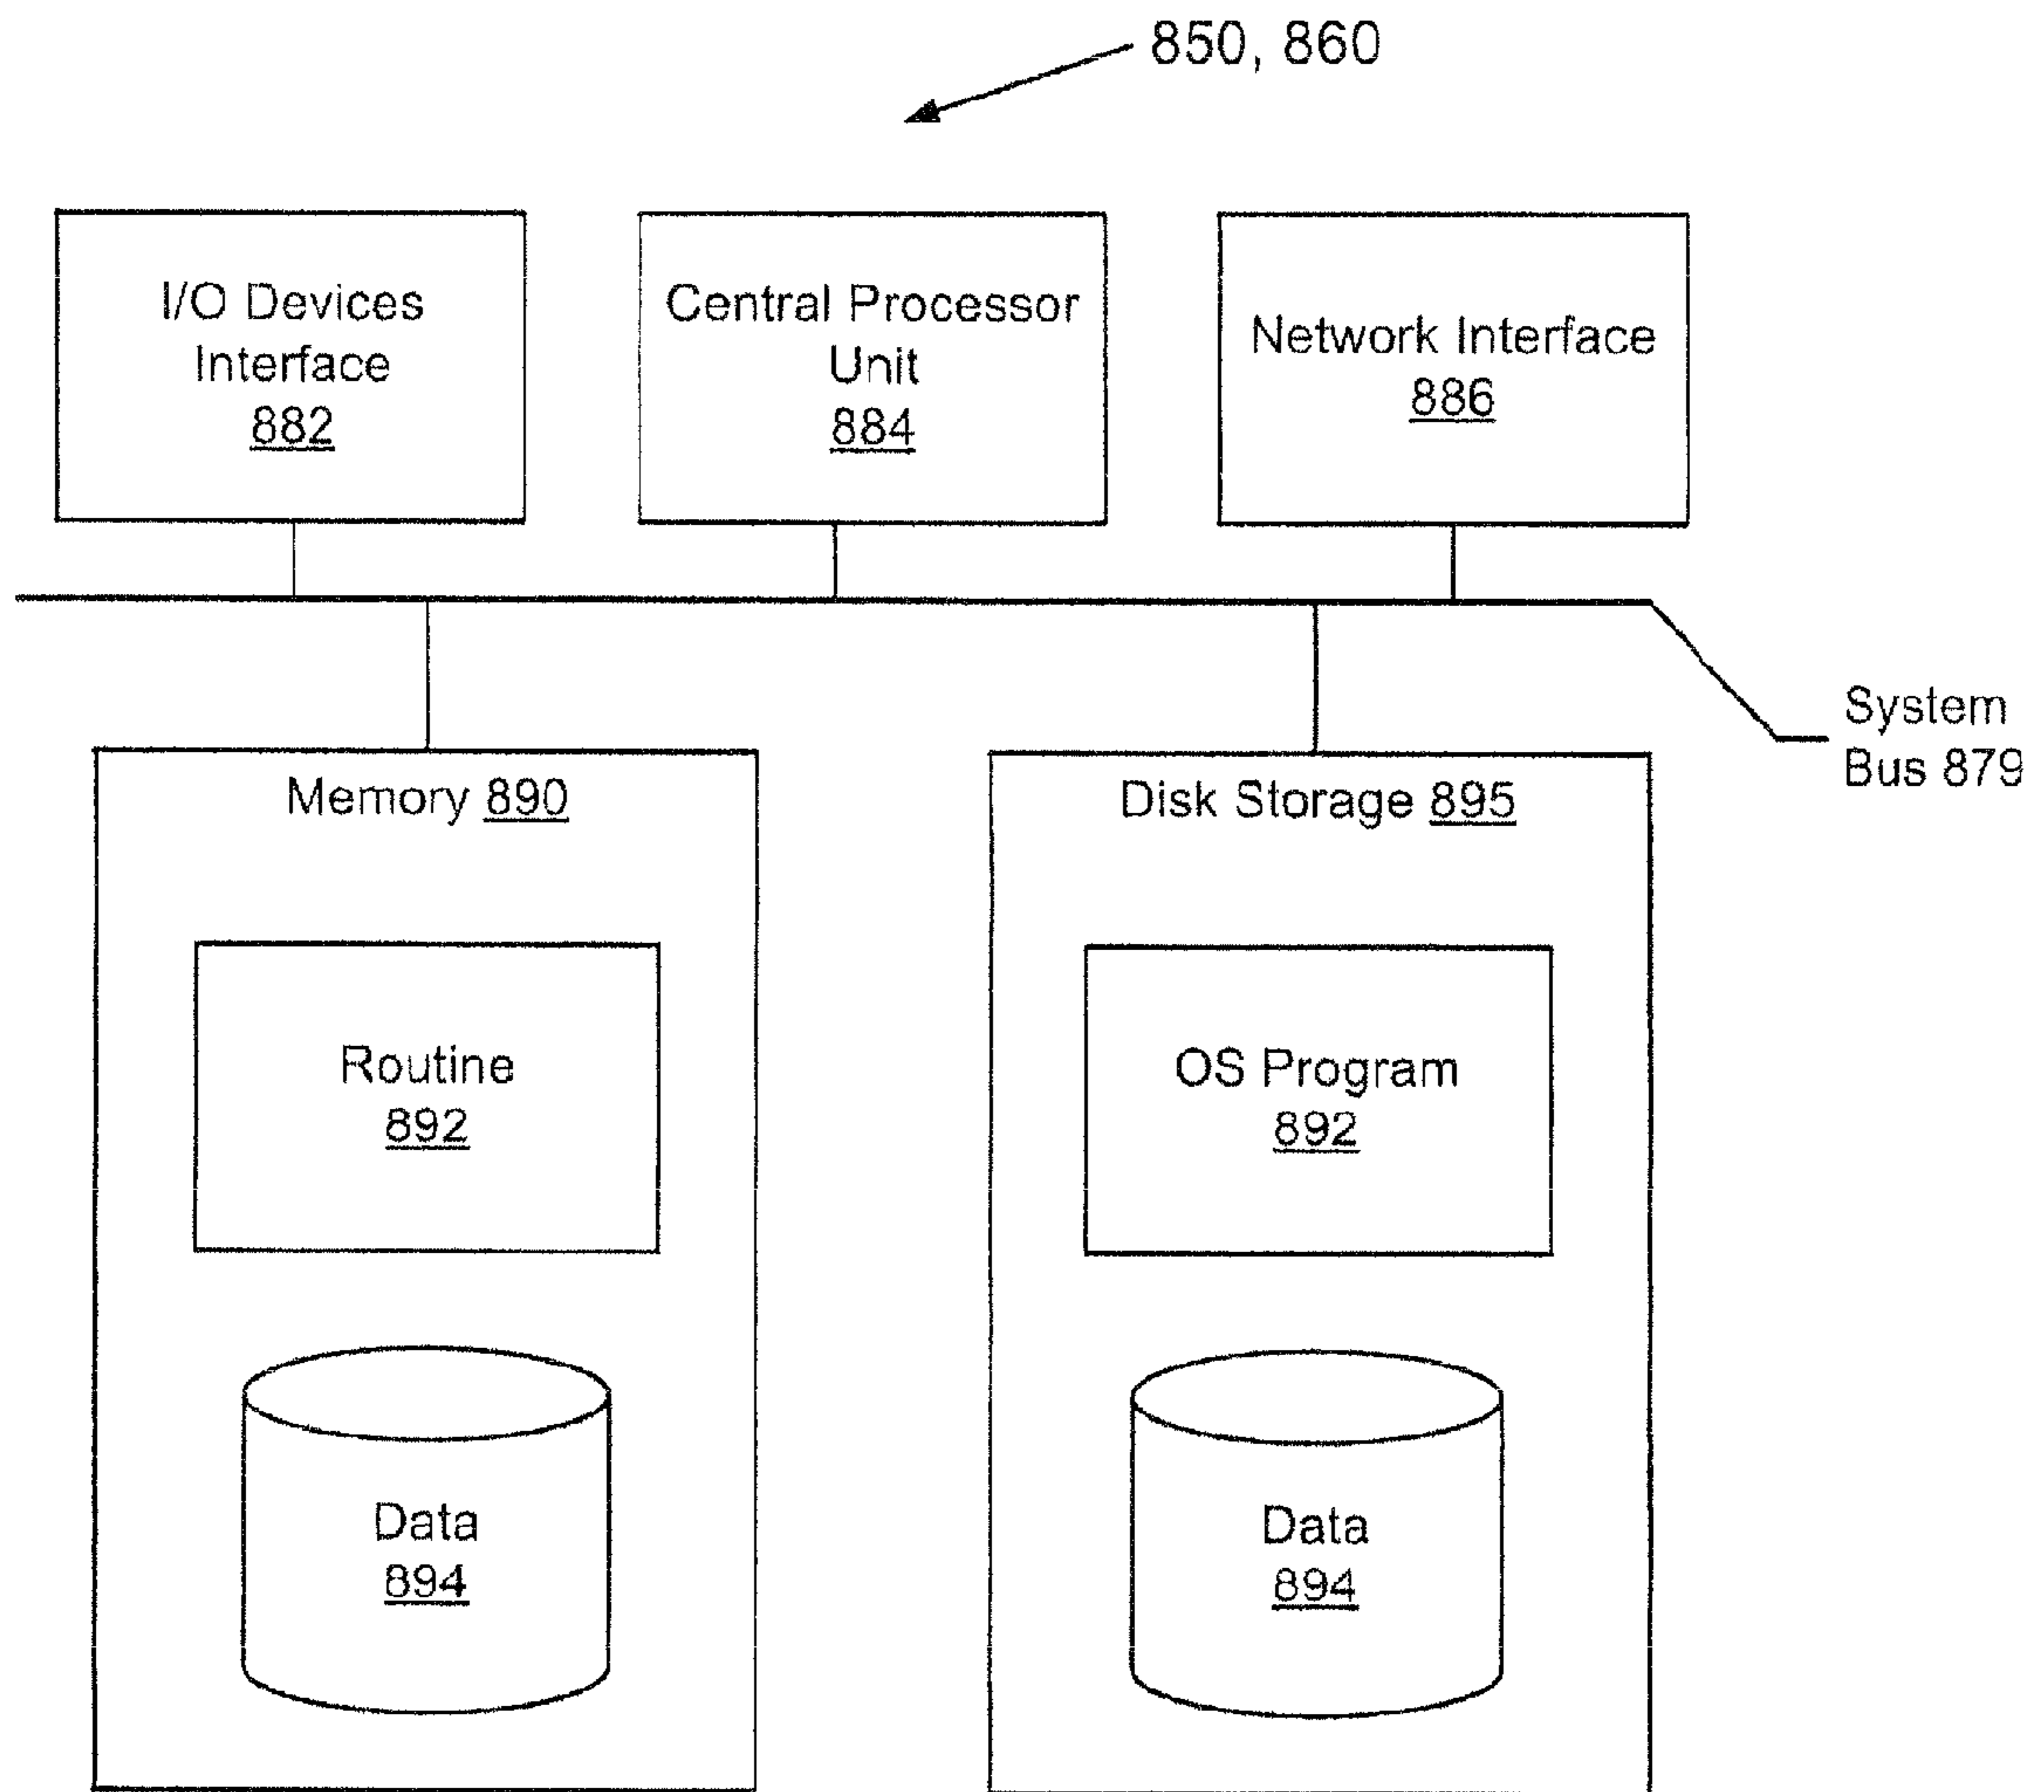 850, 860
I/O Devices
Interface
882
Central Processor
Unit
884
Network Interface
886
System
Bus 879
Memory 890
Routine
892
Data
894
Disk Storage 895
OS Program
892
Data
894